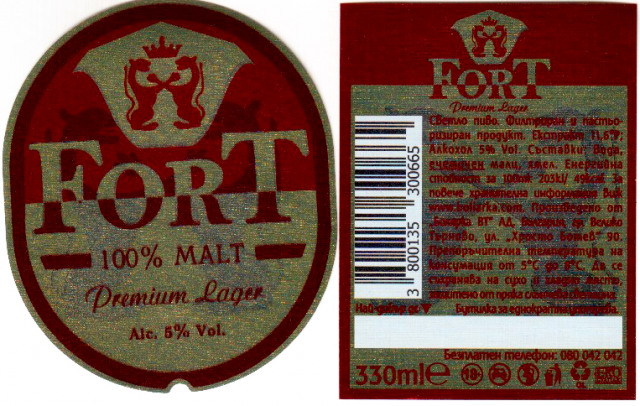 FORT
100% MALT
Premium Lager
Alc. 5% Vol.
FORT
Premium Lager
Светло пиво. Филтриран и пастьо-
ризиран продукт. Екстракт 11,6°P,
Алкохол 5% Vol. Съставки: Вода,
ечемичен малц, хмел. Енергийна
стойност за 100ml 203kJ/ 49kcal. За
повече хранителна информация виж
www.boliarka.com. Произведено от
"Болярка ВТ" АД, България, гр. Велико
Търново, ул. „Христо Ботев" 90.
Препоръчителна температура на
консумация от 5°C до 8°C. Да се
съхранява на сухо и хладно място,
защитено от пряка слънчева светлина.
Най-добър до: ▼ Бутилка за еднократна употреба.
3 800135 300665
Безплатен телефон: 080 042 042
330ml e 18+ GL